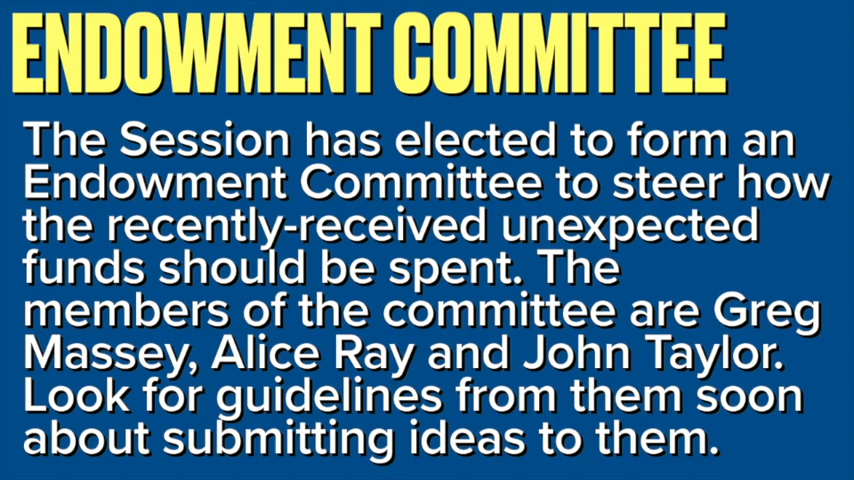 ENDOWMENT COMMITTEE
The Session has elected to form an
Endowment Committee to steer how
the recently-received unexpected
funds should be spent. The
members of the committee are Greg
Massey, Alice Ray and John Taylor.
Look for guidelines from them soon
about submitting ideas to them.